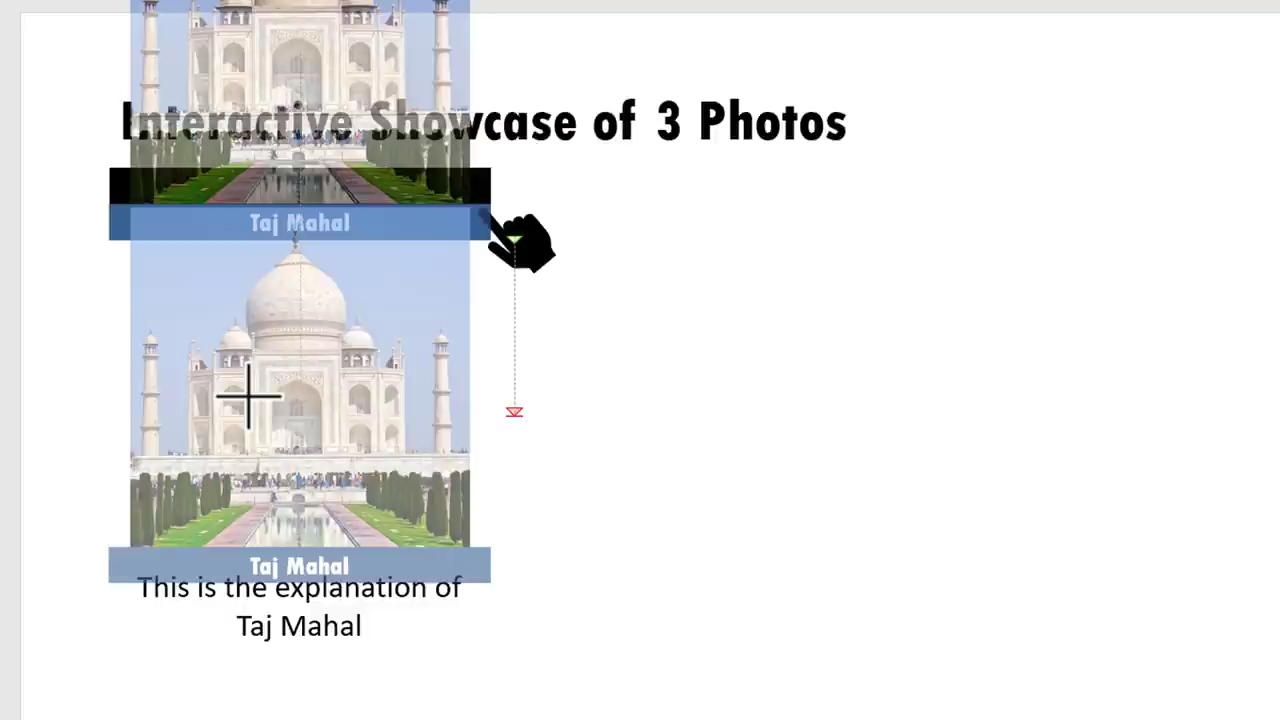 Interactive Showcase of 3 Photos
Taj Mahal
Taj Mahal
This is the explanation of
Taj Mahal